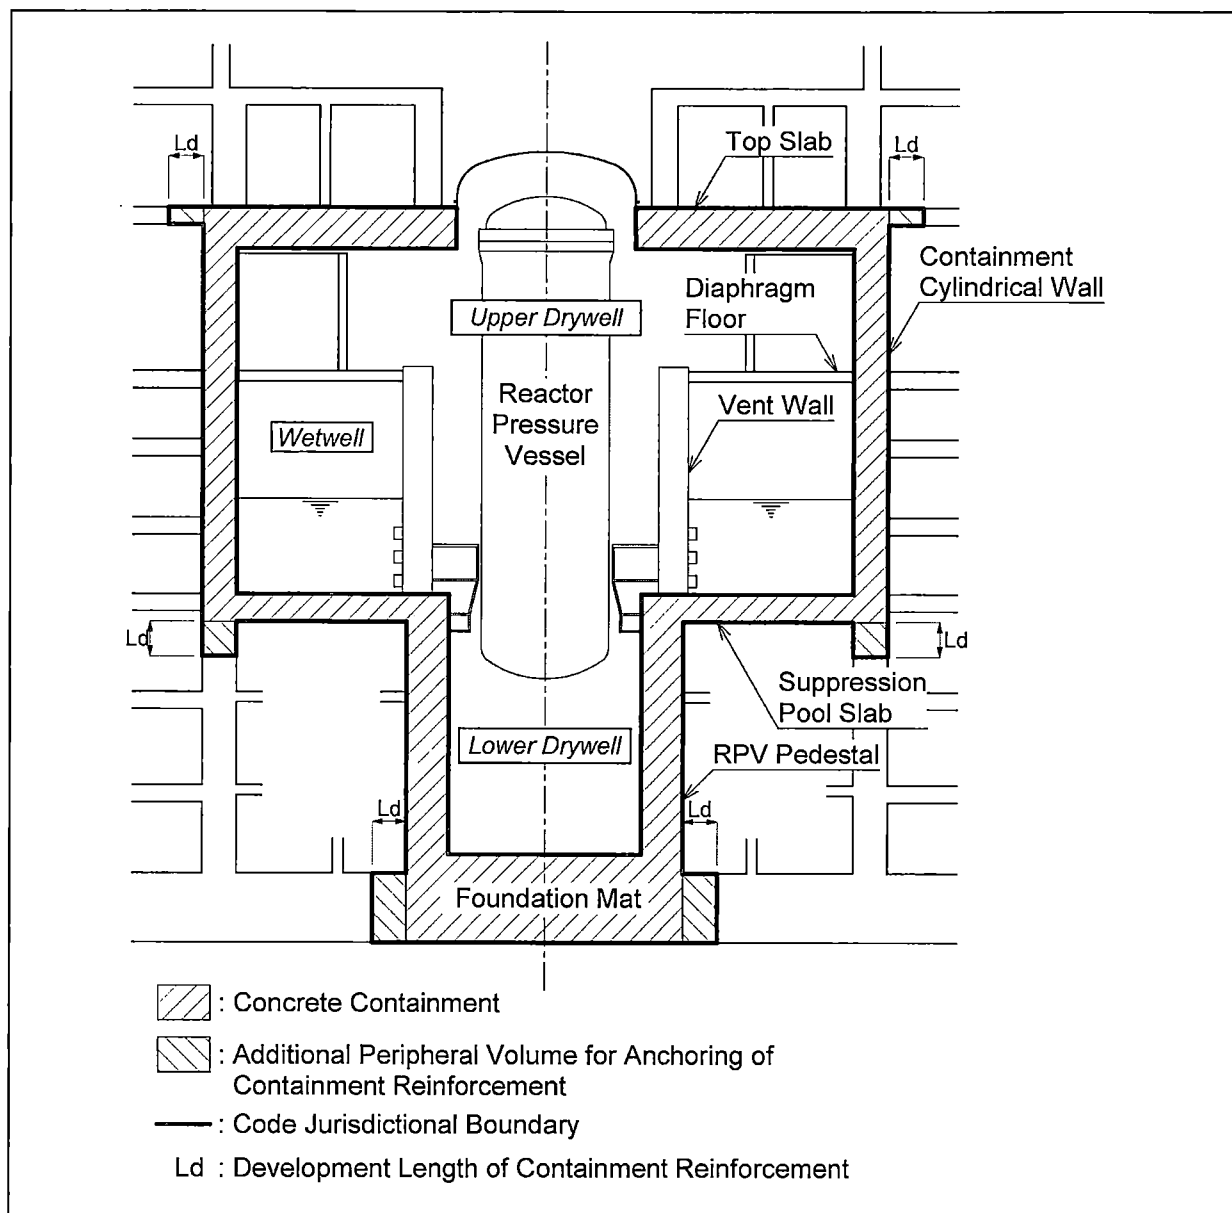 Ld
Top Slab
Ld
Containment
Cylindrical Wall
Diaphragm
Floor
Upper Drywell
Reactor
Pressure
Vessel
Vent Wall
Wetwell
Ld
Ld
Suppression
Pool Slab
Lower Drywell
RPV Pedestal
Ld
Ld
Foundation Mat
: Concrete Containment
: Additional Peripheral Volume for Anchoring of
Containment Reinforcement
: Code Jurisdictional Boundary
Ld : Development Length of Containment Reinforcement